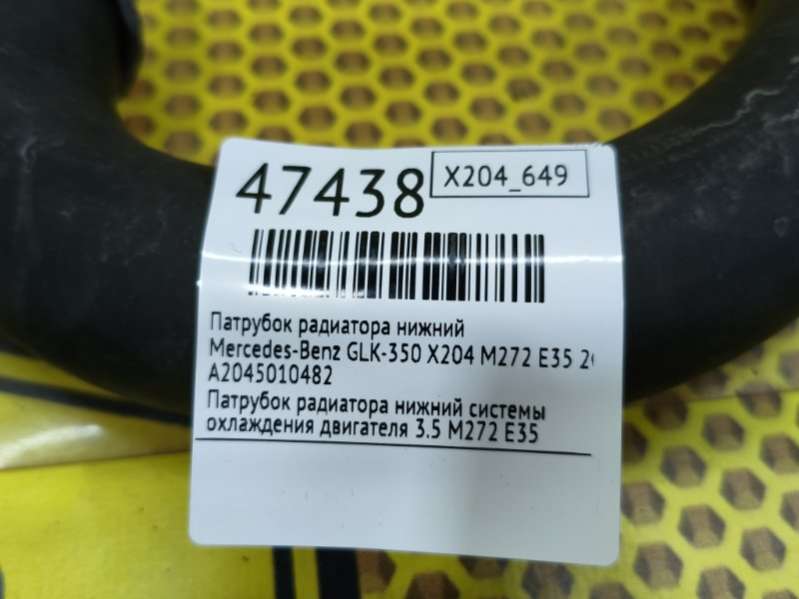 47438
X204_649
Патрубок радиатора нижний
Mercedes-Benz GLK-350 X204 M272 E35
A2045010482
Патрубок радиатора нижний системы
охлаждения двигателя 3.5 M272 E35